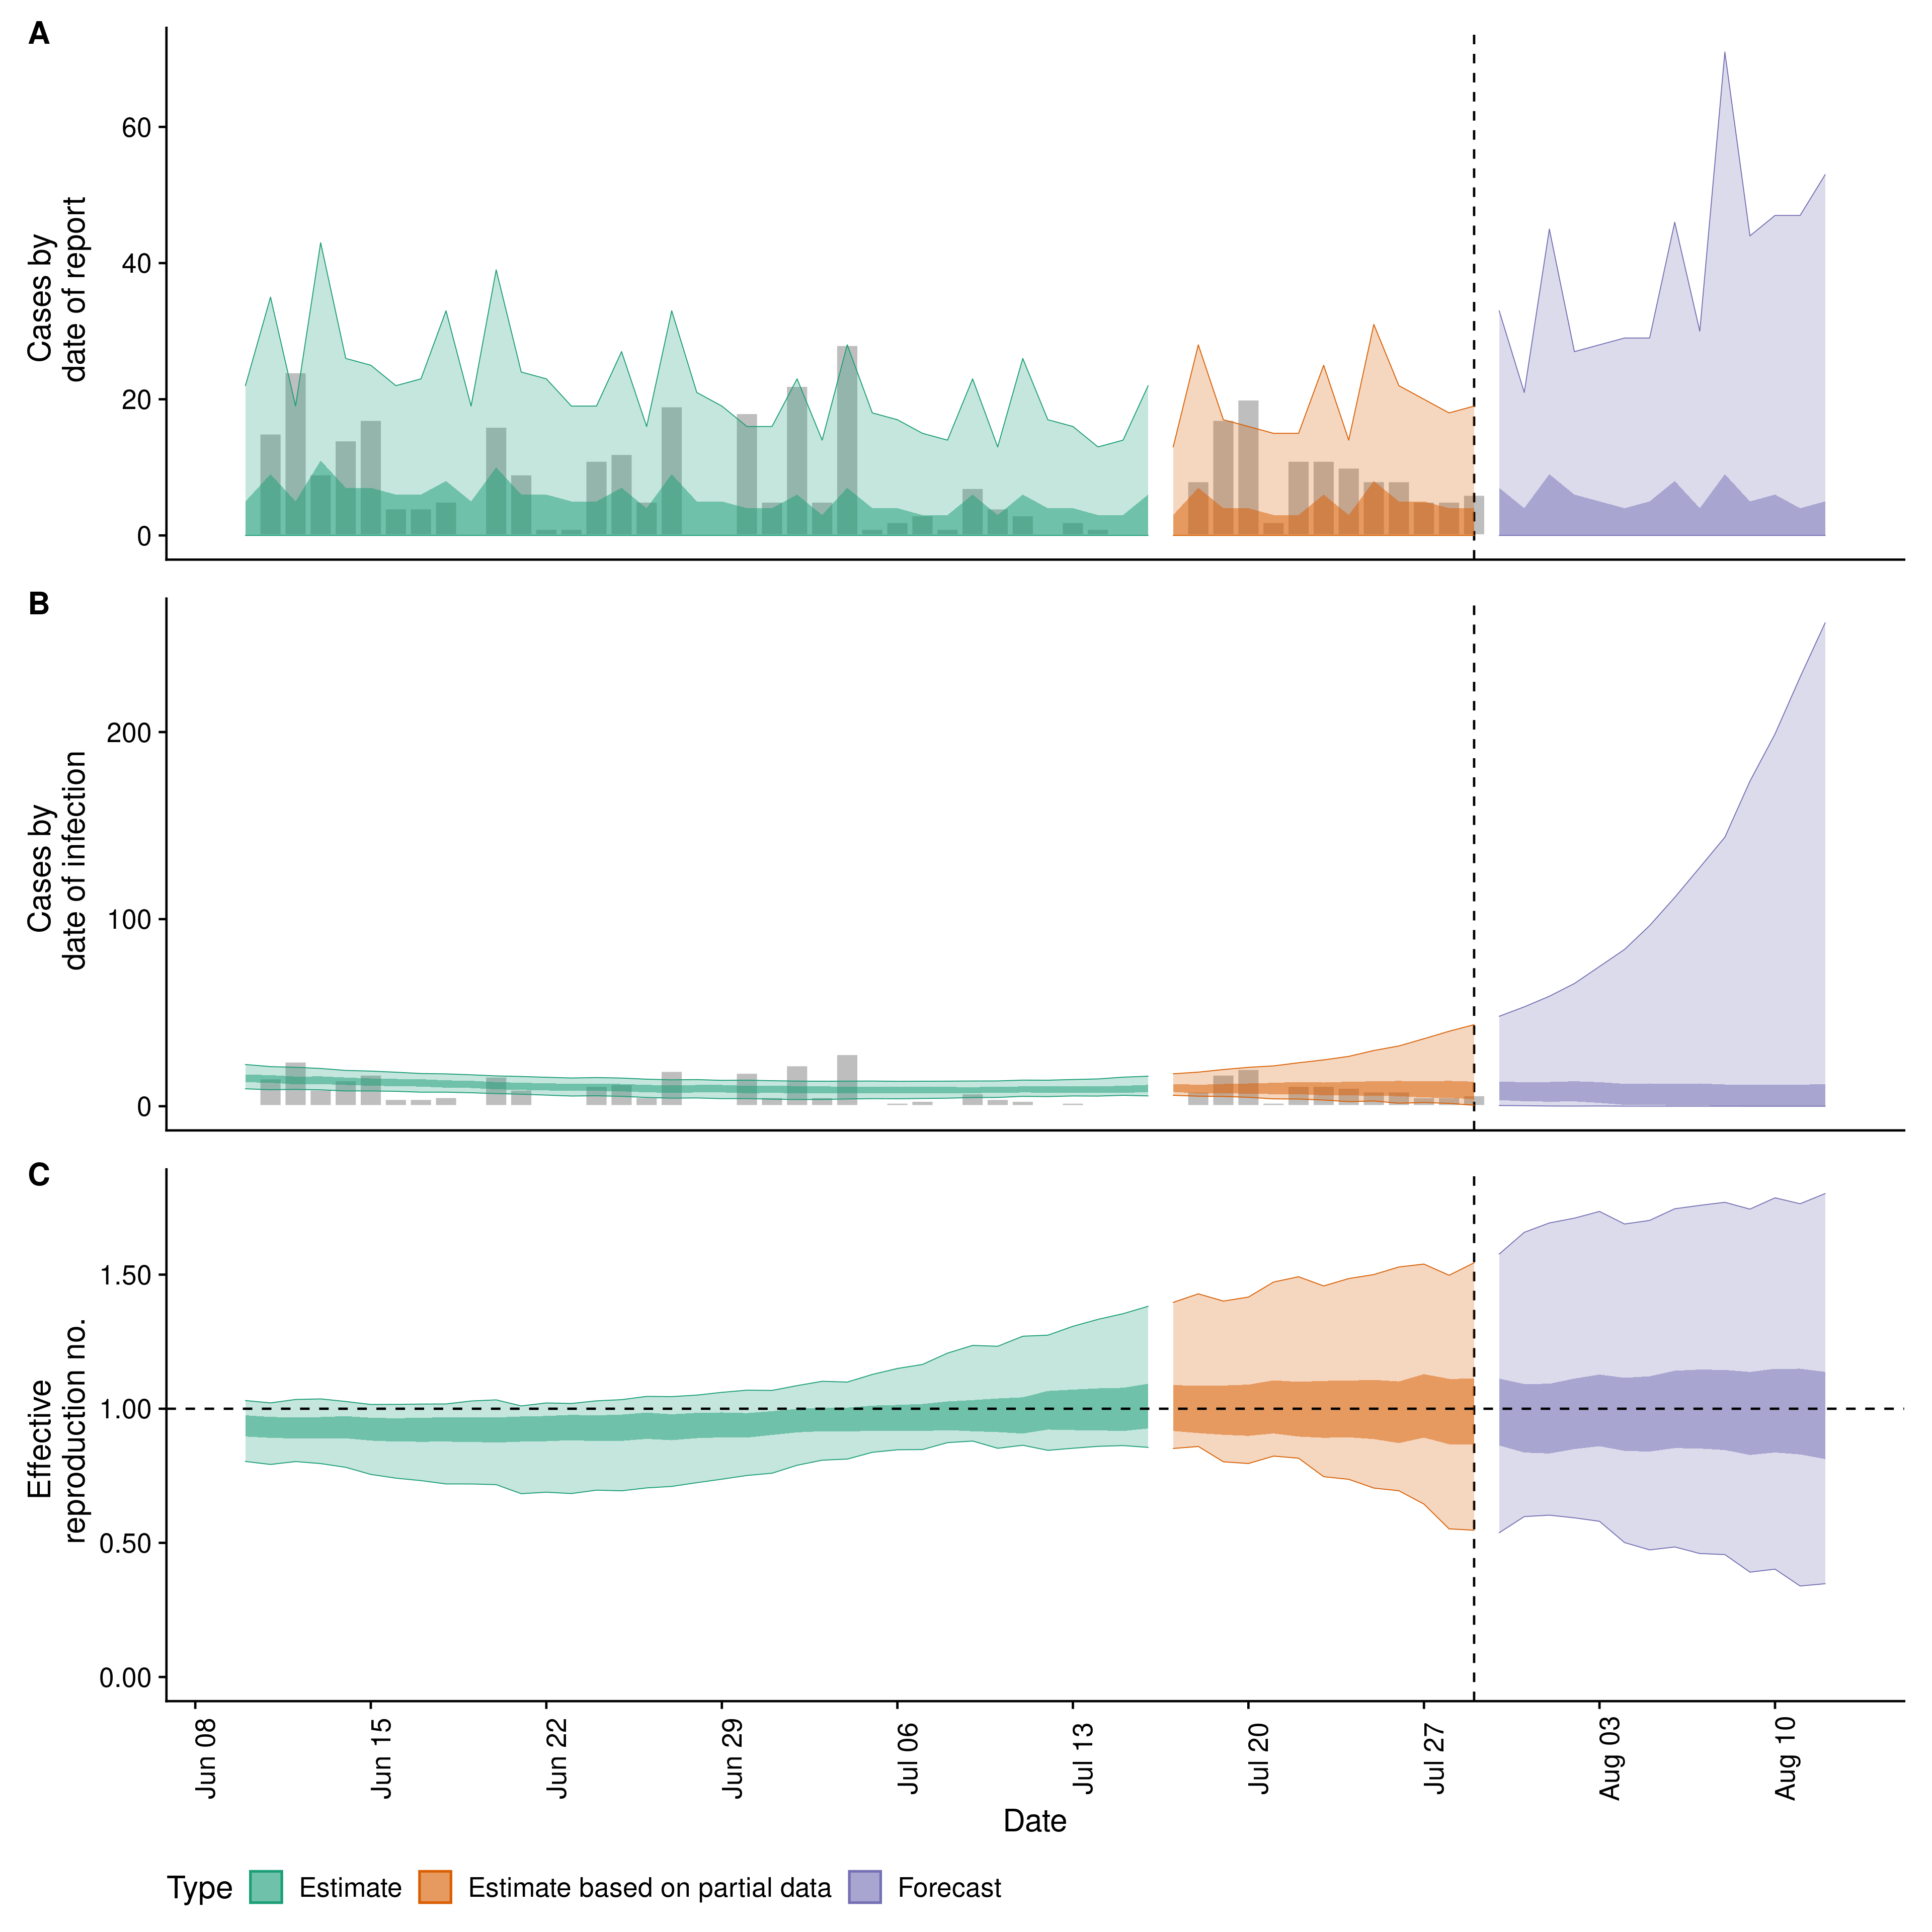 A
Cases by
date of report
60
40
20
0
B
Cases by
date of infection
200
100
0
C
Effective
reproduction no.
1.50
1.00
0.50
0.00
Jun 08
Jun 15
Jun 22
Jun 29
Jul 06
Jul 13
Jul 20
Jul 27
Aug 03
Aug 10
Date
Type
Estimate
Estimate based on partial data
Forecast